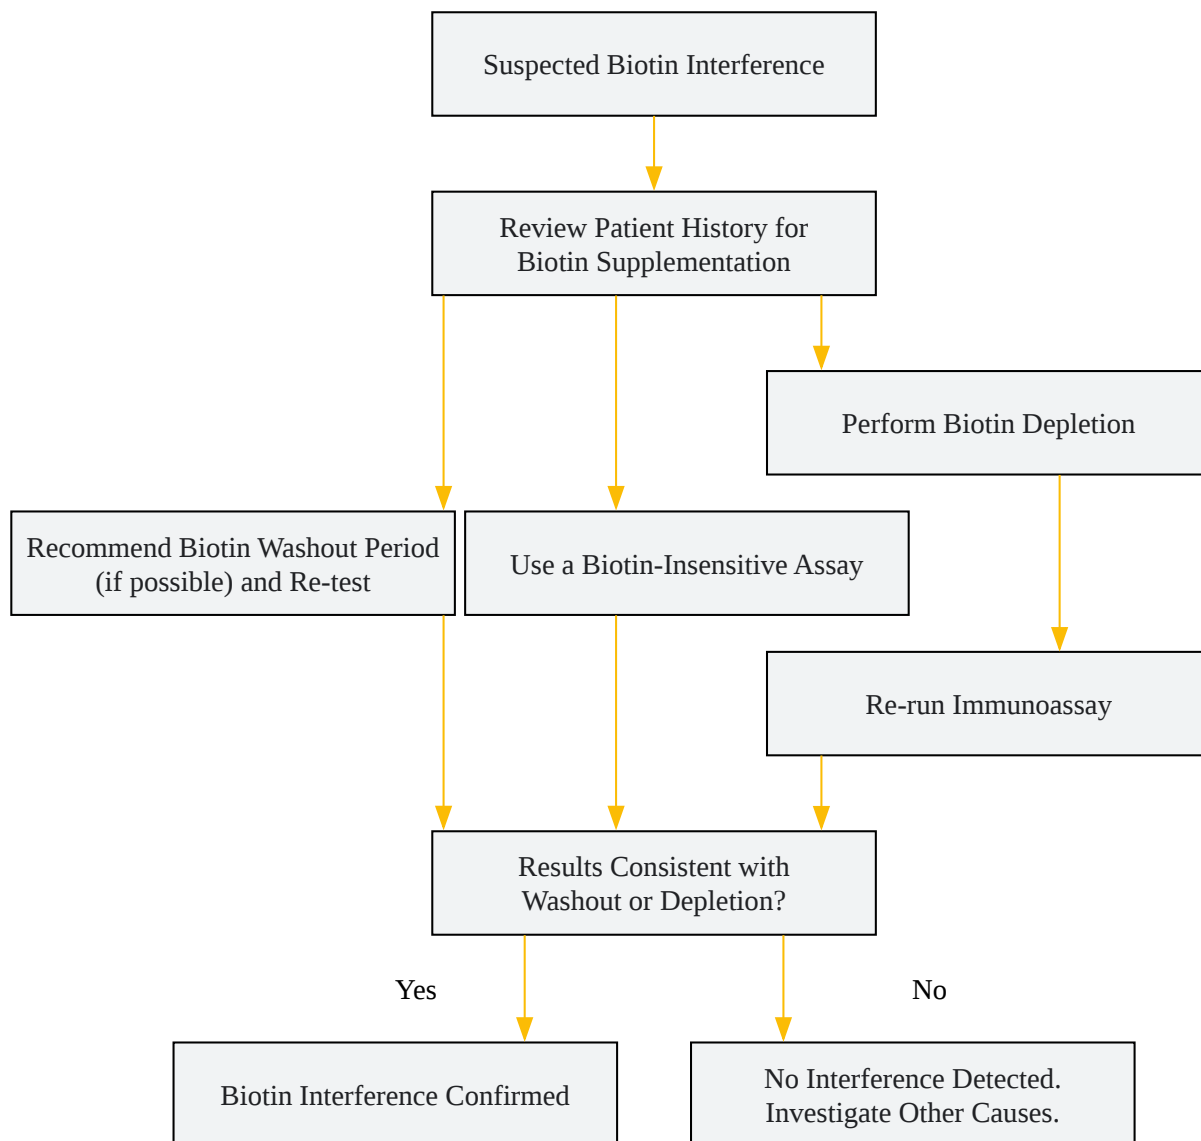 Suspected Biotin Interference
Review Patient History for
Biotin Supplementation
Perform Biotin Depletion
Recommend Biotin Washout Period
(if possible) and Re-test
Use a Biotin-Insensitive Assay
Re-run Immunoassay
Results Consistent with
Washout or Depletion?
Yes
No
Biotin Interference Confirmed
No Interference Detected.
Investigate Other Causes.